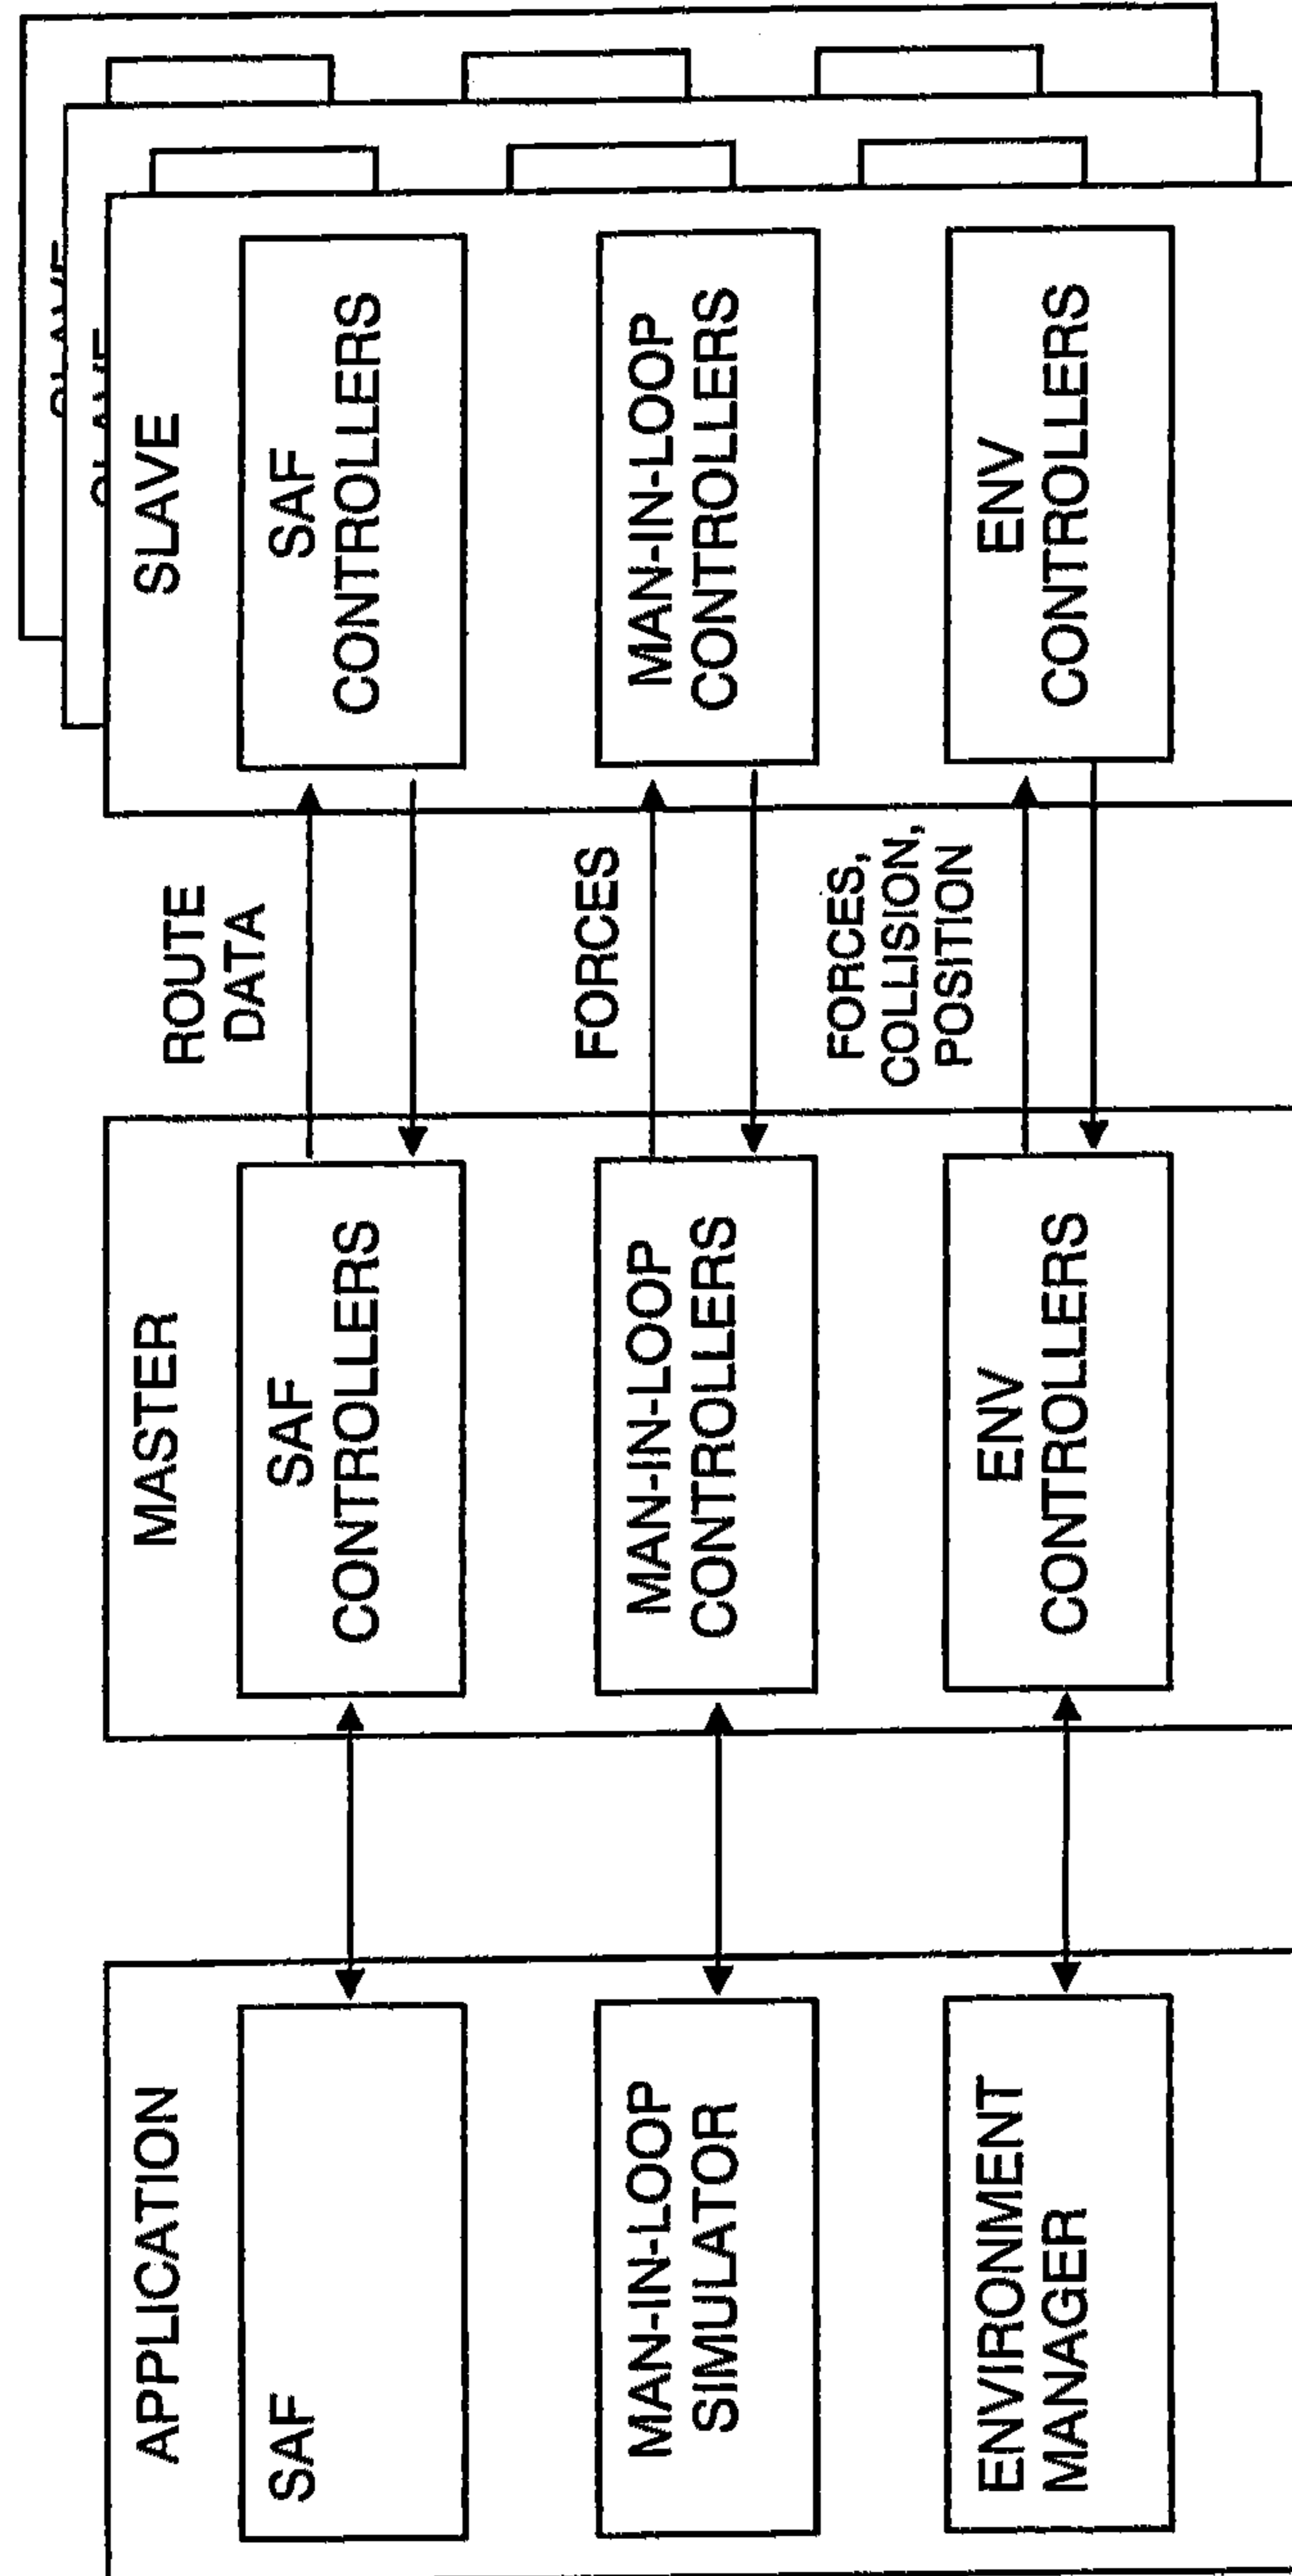 APPLICATION
SAF
MAN-IN-LOOP
SIMULATOR
ENVIRONMENT
MANAGER
MASTER
SAF
CONTROLLERS
MAN-IN-LOOP
CONTROLLERS
ENV
CONTROLLERS
ROUTE
DATA
FORCES
FORCES,
COLLISION,
POSITION
SLAVE
SAF
CONTROLLERS
MAN-IN-LOOP
CONTROLLERS
ENV
CONTROLLERS